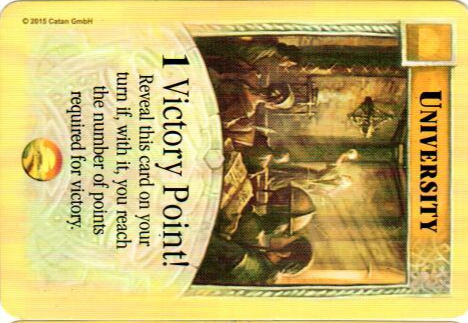 UNIVERSITY
1 Victory Point!
Reveal this card on your
turn if, with it, you reach
the number of points
required for victory.
© 2015 Catan GmbH